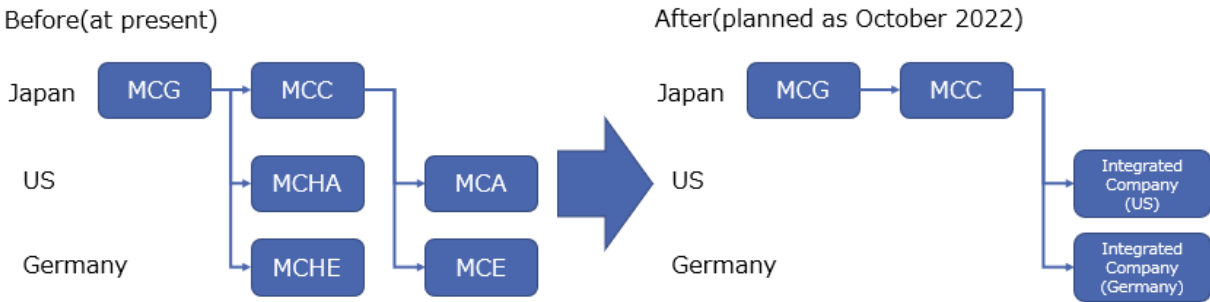 Before(at present)
After(planned as October 2022)
Japan
MCG
MCC
US
MCHA
MCA
Germany
MCHE
MCE
Japan
MCG
MCC
US
Integrated
Company
(US)
Germany
Integrated
Company
(Germany)